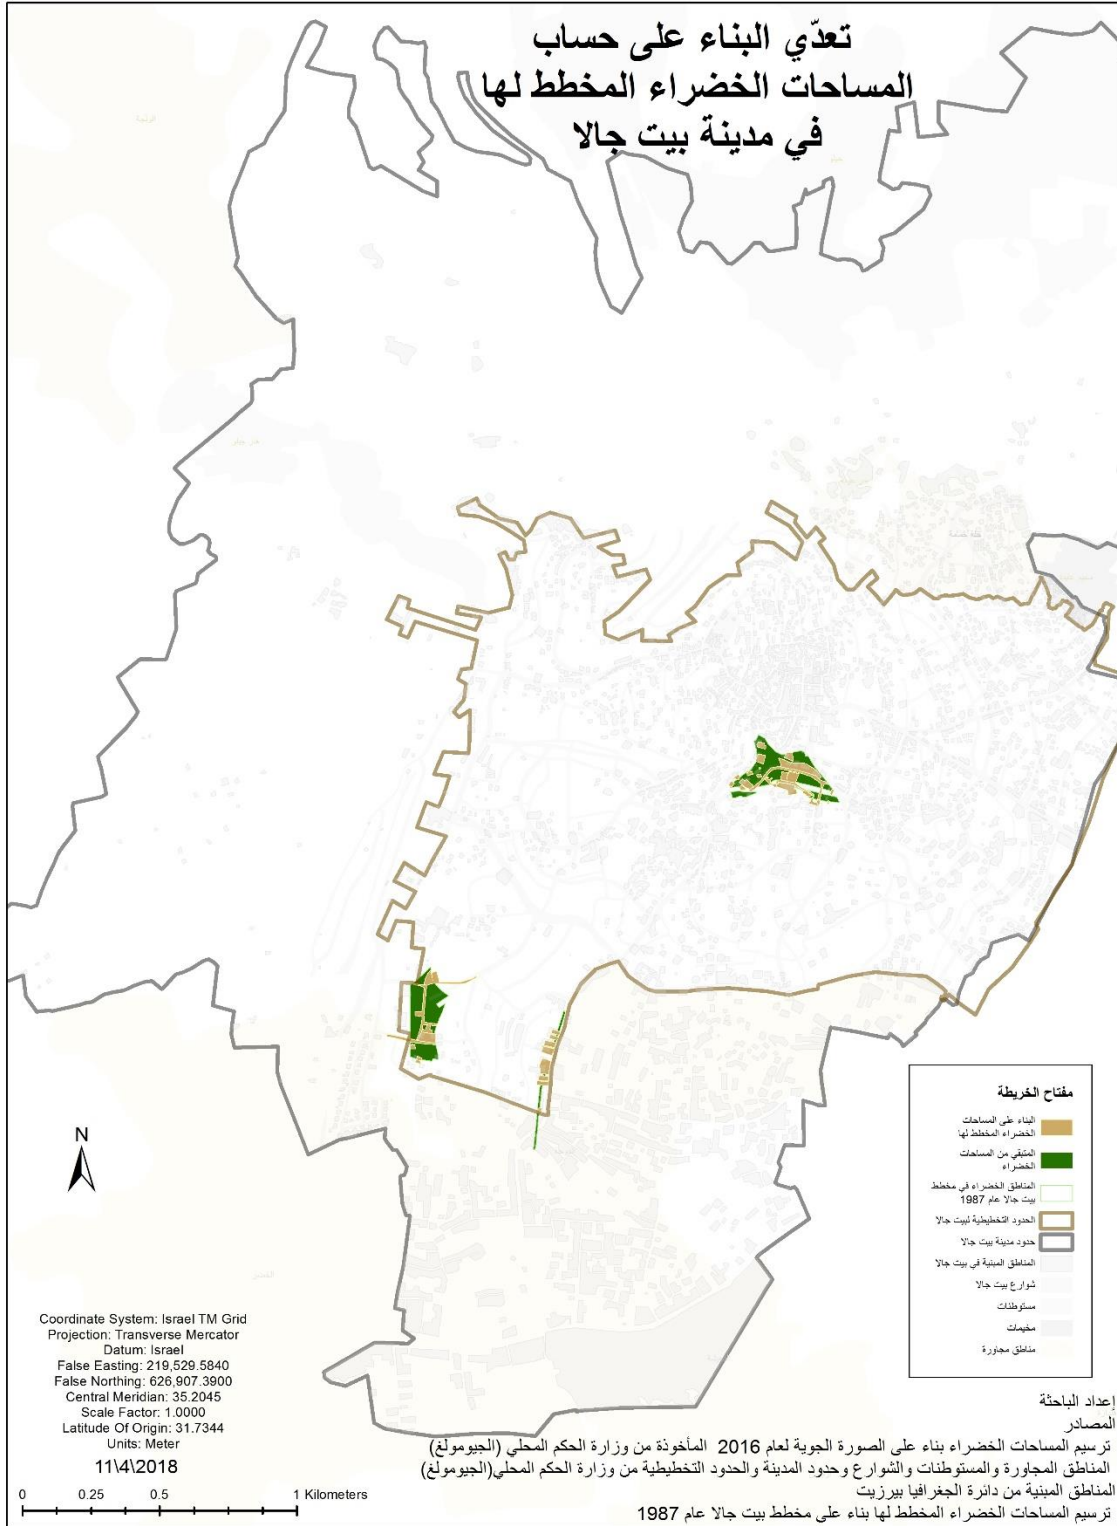 تعدّي البناء على حساب
المساحات الخضراء المخطط لها
في مدينة بيت جالا
N
مفتاح الخريطة
البناء على المساحات
الخضراء المخطط لها
المتبقي من المساحات
الخضراء
المناطق الخضراء في مخطط
بيت جالا عام 1987
الحدود التخطيطية لبيت جالا
حدود مدينة بيت جالا
المناطق المبنية في بيت جالا
شوارع بيت جالا
مستوطنات
مخيمات
مناطق مجاورة
Coordinate System: Israel TM Grid
Projection: Transverse Mercator
Datum: Israel
False Easting: 219,529.5840
False Northing: 626,907.3900
Central Meridian: 35.2045
Scale Factor: 1.0000
Latitude Of Origin: 31.7344
Units: Meter
11\4\2018
0 0.25 0.5 1 Kilometers
إعداد الباحثة
المصادر
ترسيم المساحات الخضراء بناء على الصورة الجوية لعام 2016 المأخوذة من وزارة الحكم المحلي (الجيومولغ)
المناطق المجاورة والمستوطنات والشوارع وحدود المدينة والحدود التخطيطية من وزارة الحكم المحلي(الجيومولغ)
المناطق المبنية من دائرة الجغرافيا بيرزيت
ترسيم المساحات الخضراء المخطط لها بناء على مخطط بيت جالا عام 1987